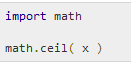 import math
math.ceil( x )